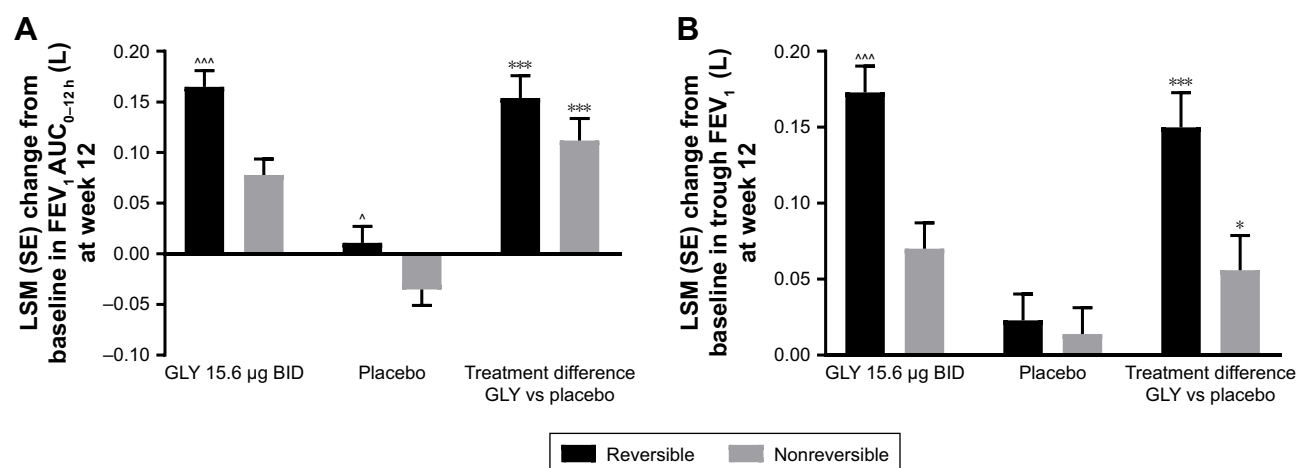 A
LSM (SE) change from
baseline in FEV₁ AUC₀₋₁₂ ₕ (L)
at week 12
0.20
0.15
0.10
0.05
0.00
–0.05
–0.10
^^^
^
***
***
GLY 15.6 µg BID
Placebo
Treatment difference
GLY vs placebo
B
LSM (SE) change from
baseline in trough FEV₁ (L)
at week 12
0.20
0.15
0.10
0.05
0.00
^^^
***
*
GLY 15.6 µg BID
Placebo
Treatment difference
GLY vs placebo
Reversible
Nonreversible